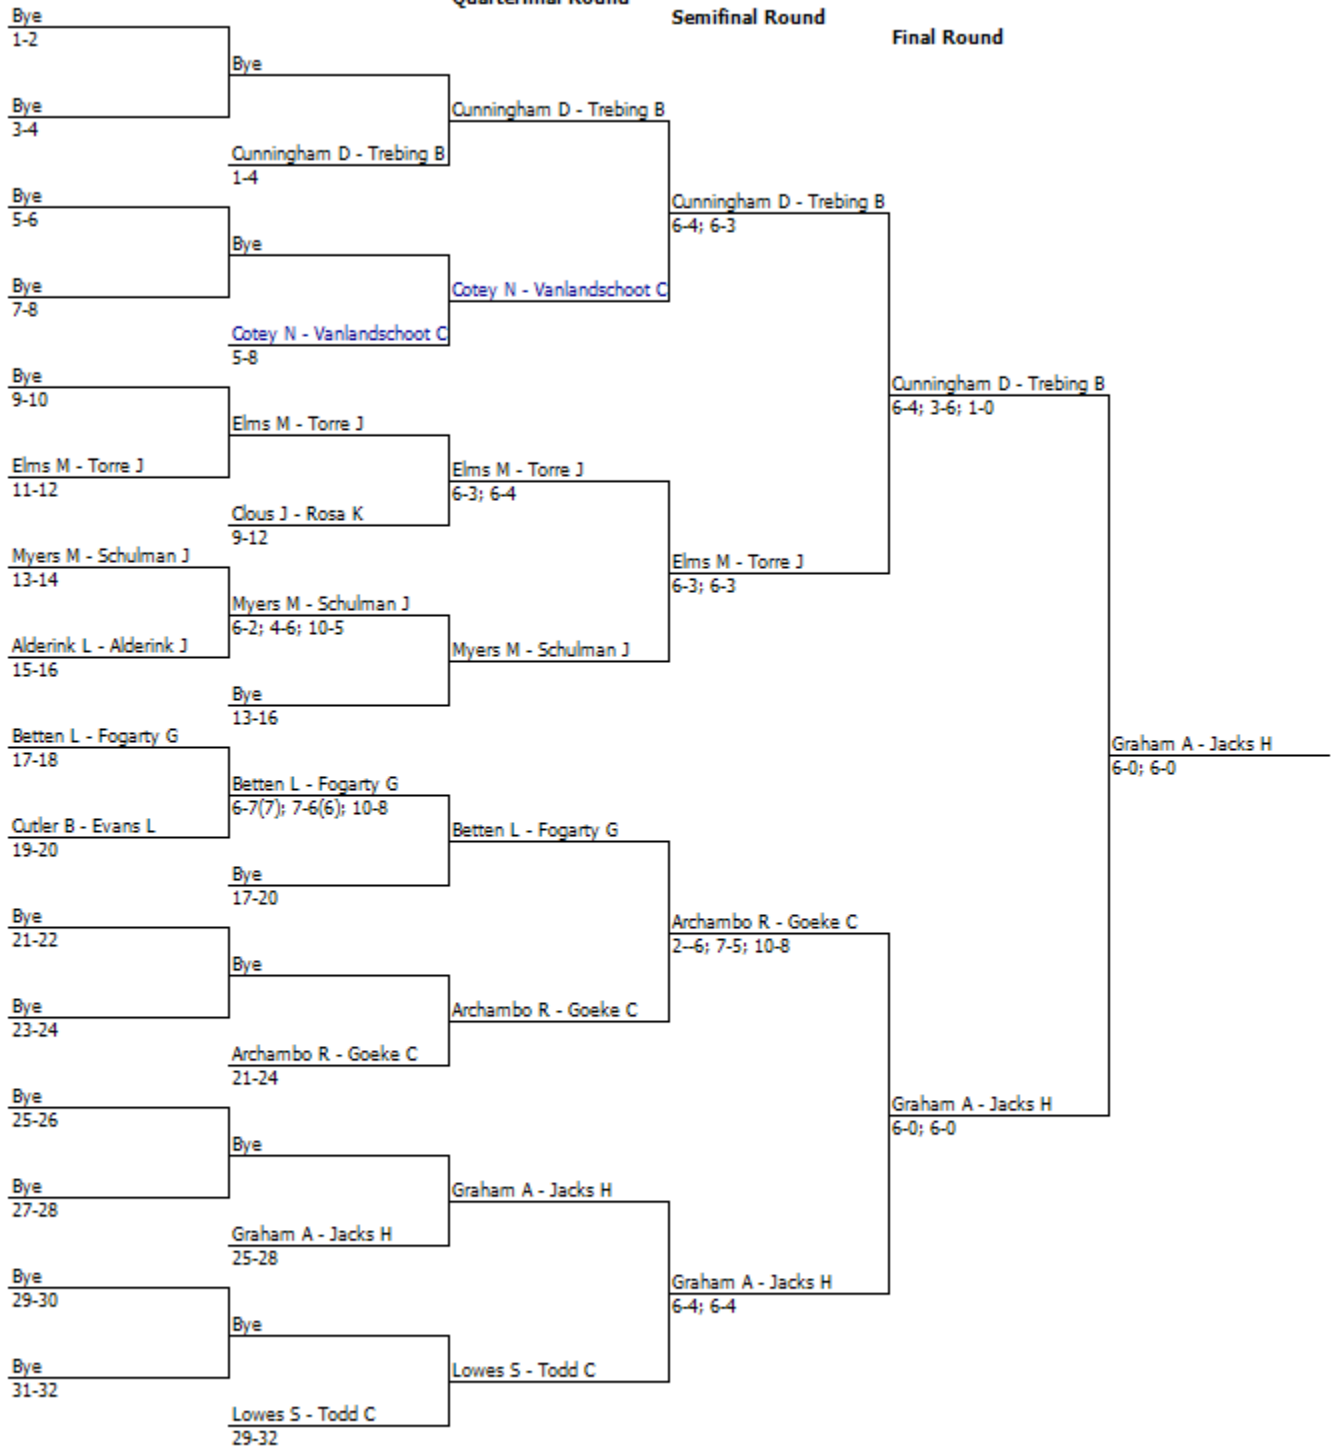 Quarterfinal Round
Semifinal Round
Final Round
Bye
1-2
Bye
3-4
Bye
5-6
Bye
7-8
Bye
9-10
Elms M - Torre J
11-12
Myers M - Schulman J
13-14
Alderink L - Alderink J
15-16
Betten L - Fogarty G
17-18
Cutler B - Evans L
19-20
Bye
21-22
Bye
23-24
Bye
25-26
Bye
27-28
Bye
29-30
Bye
31-32
Bye
Cunningham D - Trebing B
1-4
Bye
Cotey N - Vanlandschoot C
5-8
Elms M - Torre J
Clous J - Rosa K
9-12
Myers M - Schulman J
6-2; 4-6; 10-5
Bye
13-16
Betten L - Fogarty G
6-7(7); 7-6(6); 10-8
Bye
17-20
Bye
Archambo R - Goeke C
21-24
Bye
Graham A - Jacks H
25-28
Bye
Lowes S - Todd C
29-32
Cunningham D - Trebing B
Cotey N - Vanlandschoot C
Elms M - Torre J
6-3; 6-4
Myers M - Schulman J
Betten L - Fogarty G
Archambo R - Goeke C
Graham A - Jacks H
Lowes S - Todd C
Cunningham D - Trebing B
6-4; 6-3
Elms M - Torre J
6-3; 6-3
Archambo R - Goeke C
2--6; 7-5; 10-8
Graham A - Jacks H
6-4; 6-4
Cunningham D - Trebing B
6-4; 3-6; 1-0
Graham A - Jacks H
6-0; 6-0
Graham A - Jacks H
6-0; 6-0